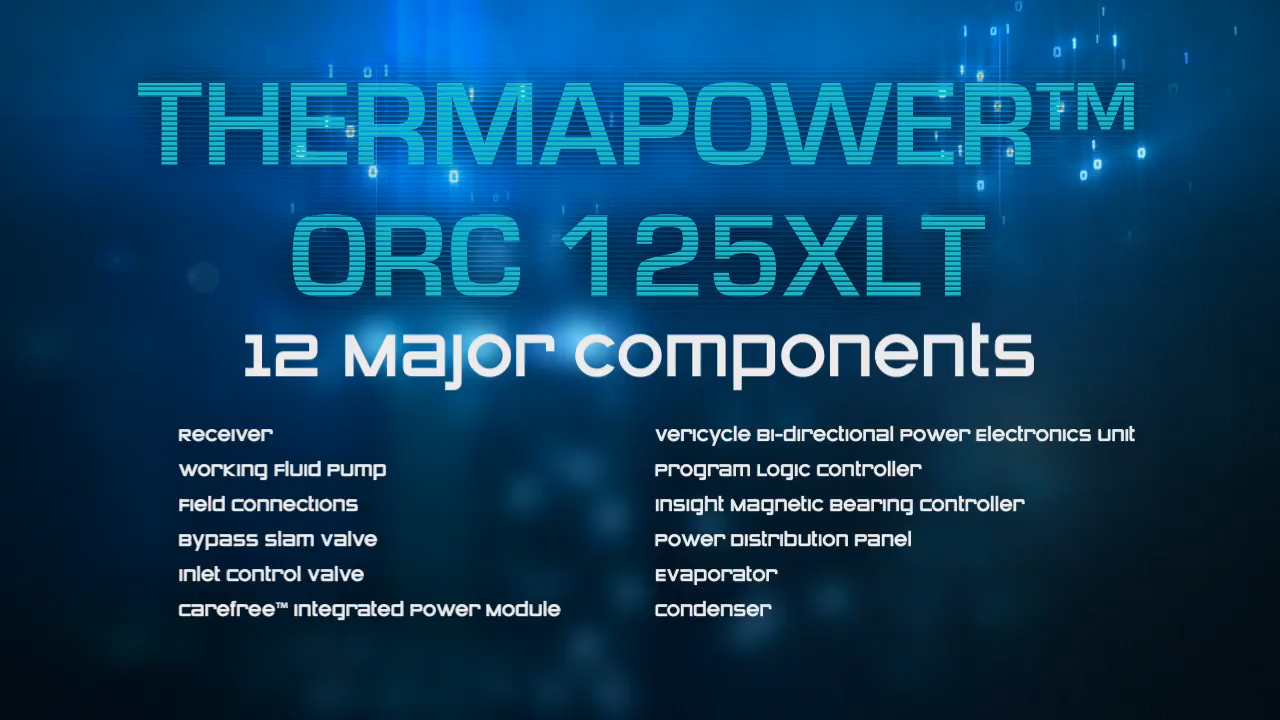 THERMAPOWER™
ORC 125XLT
12 Major Components
Receiver
Working Fluid Pump
Field Connections
Bypass Slam Valve
Inlet Control Valve
Carefree™ Integrated Power Module
Vericycle Bi-directional Power Electronics Unit
Program Logic Controller
Insight Magnetic Bearing Controller
Power Distribution Panel
Evaporator
Condenser